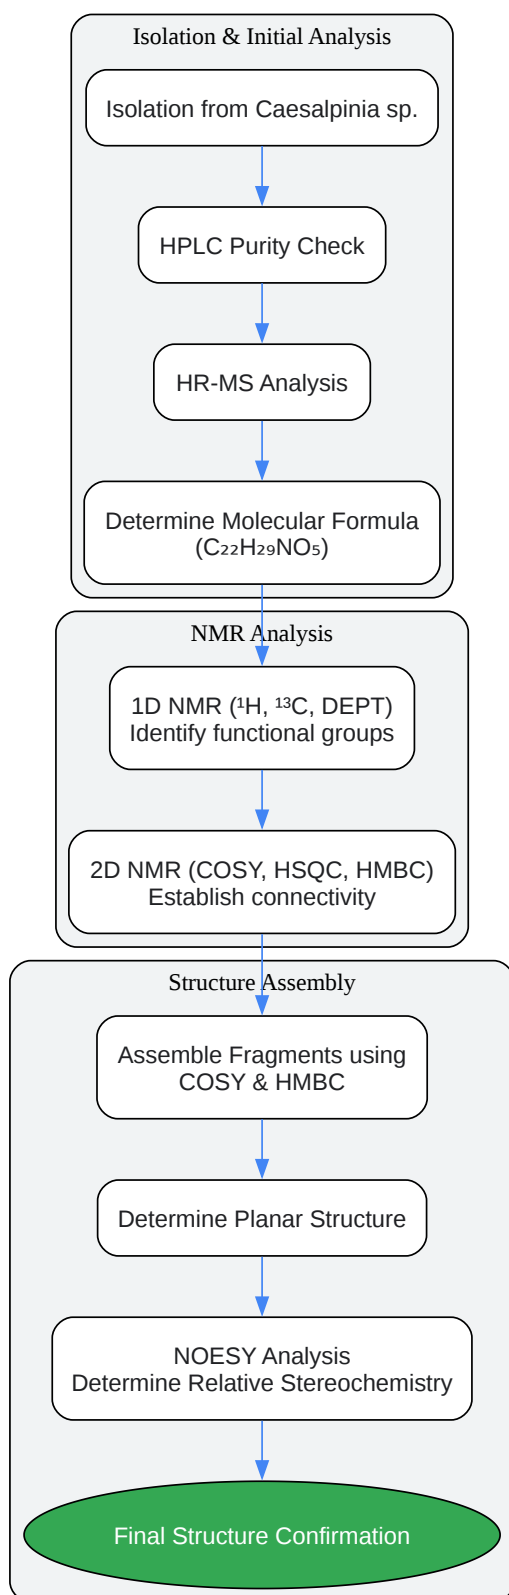 Isolation & Initial Analysis
Isolation from Caesalpinia sp.
HPLC Purity Check
HR-MS Analysis
Determine Molecular Formula
(C₂₂H₂₉NO₅)
NMR Analysis
1D NMR (¹H, ¹³C, DEPT)
Identify functional groups
2D NMR (COSY, HSQC, HMBC)
Establish connectivity
Structure Assembly
Assemble Fragments using
COSY & HMBC
Determine Planar Structure
NOESY Analysis
Determine Relative Stereochemistry
Final Structure Confirmation